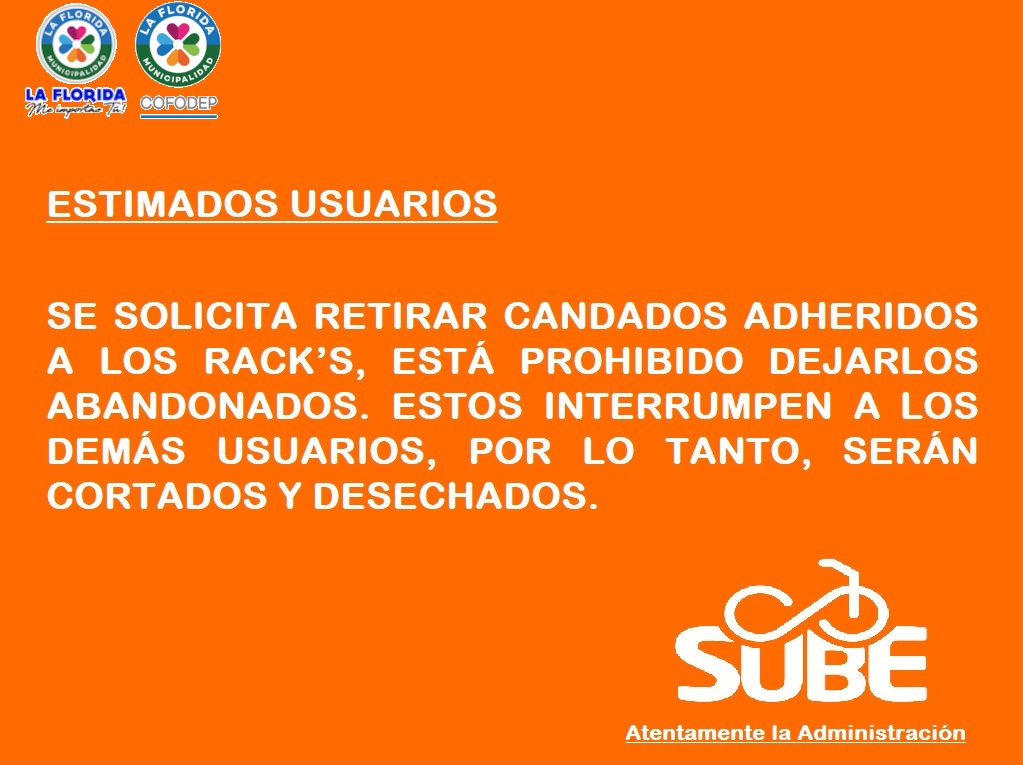 LA FLORIDA
MUNICIPALIDAD
LA FLORIDA
Me importas Tú!
LA FLORIDA
MUNICIPALIDAD
COFODEP
ESTIMADOS USUARIOS
SE SOLICITA RETIRAR CANDADOS ADHERIDOS
A LOS RACK’S, ESTÁ PROHIBIDO DEJARLOS
ABANDONADOS. ESTOS INTERRUMPEN A LOS
DEMÁS USUARIOS, POR LO TANTO, SERÁN
CORTADOS Y DESECHADOS.
SUBE
Atentamente la Administración